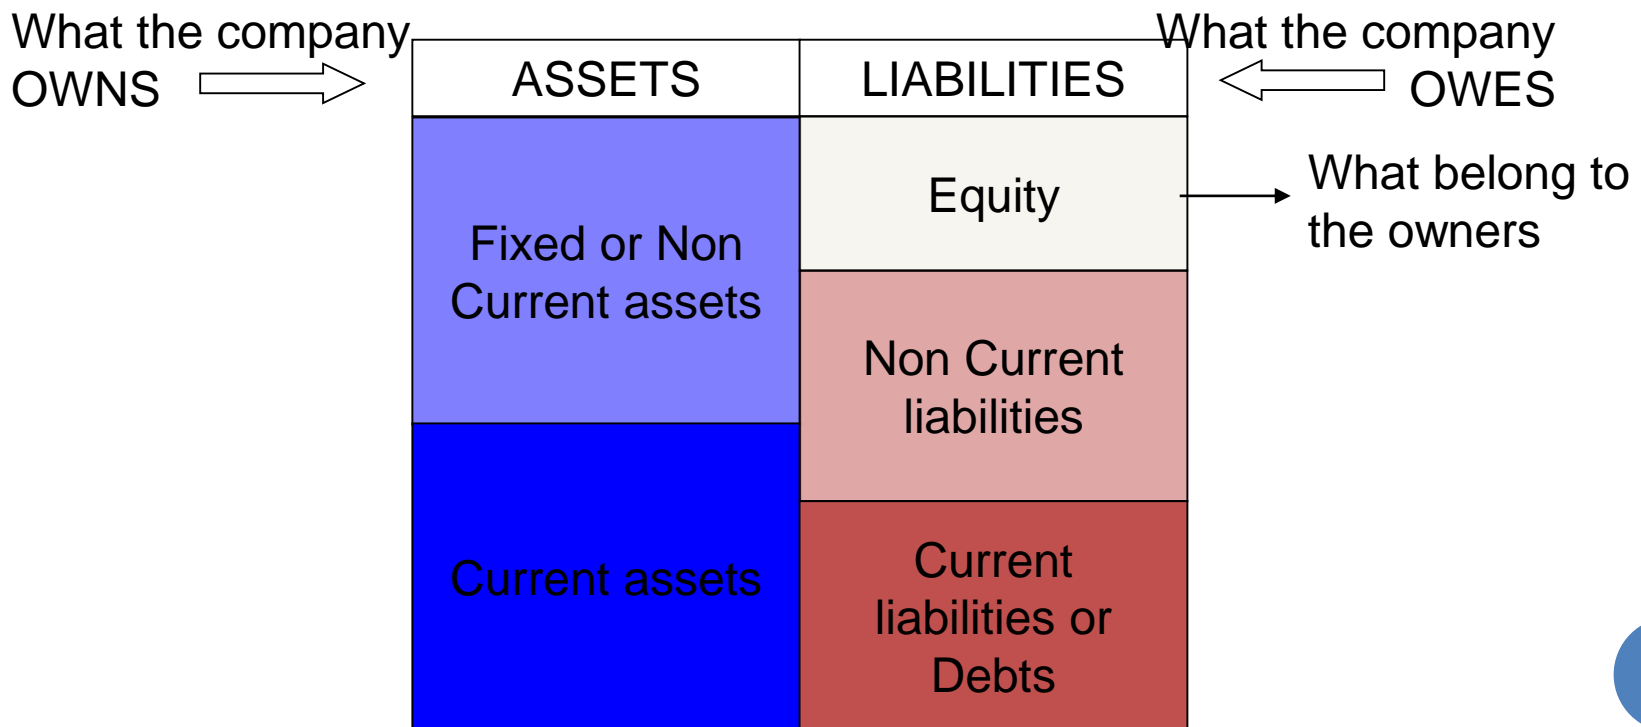 What the company
OWNS
ASSETS
LIABILITIES
What the company
OWES
Fixed or Non
Current assets
Equity
What belong to
the owners
Non Current
liabilities
Current assets
Current
liabilities or
Debts